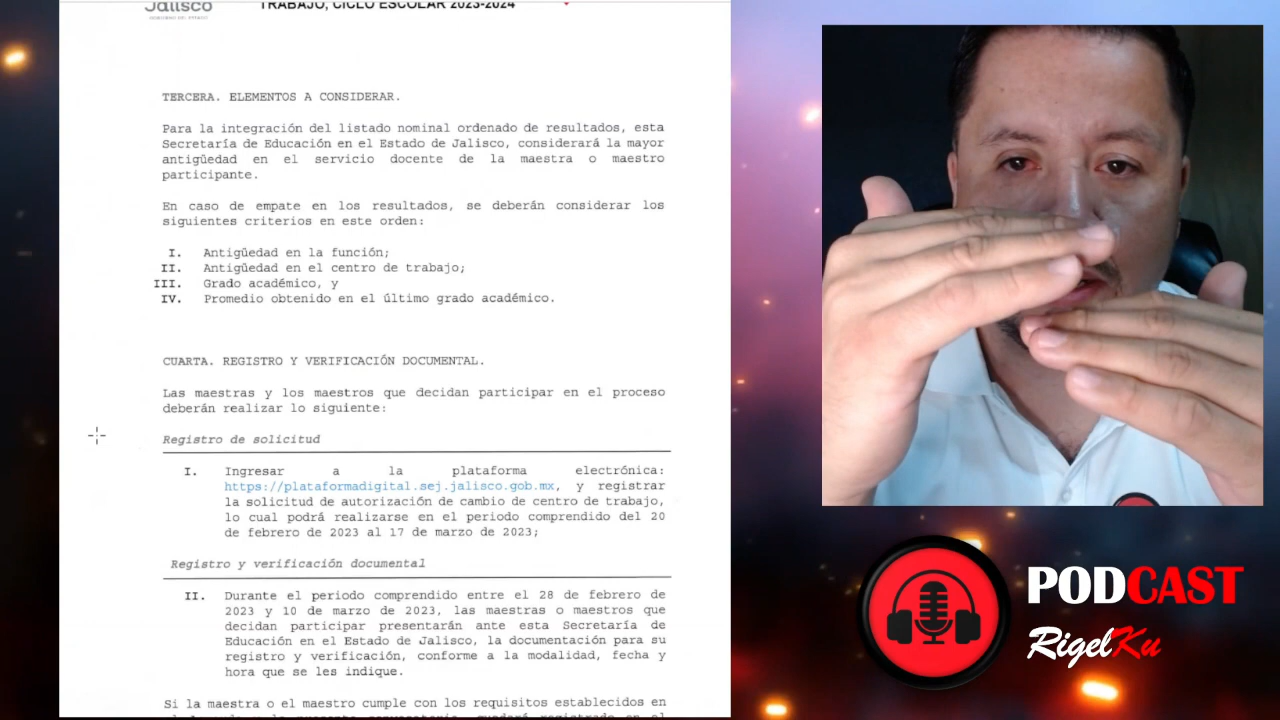 Jalisco
GOBIERNO DEL ESTADO
TRABAJO, CICLO ESCOLAR 2023-2024
TERCERA. ELEMENTOS A CONSIDERAR.
Para la integración del listado nominal ordenado de resultados, esta
Secretaría de Educación en el Estado de Jalisco, considerará la mayor
antigüedad en el servicio docente de la maestra o maestro
participante.
En caso de empate en los resultados, se deberán considerar los
siguientes criterios en este orden:
I. Antigüedad en la función;
II. Antigüedad en el centro de trabajo;
III. Grado académico, y
IV. Promedio obtenido en el último grado académico.
CUARTA. REGISTRO Y VERIFICACIÓN DOCUMENTAL.
Las maestras y los maestros que decidan participar en el proceso
deberán realizar lo siguiente:
Registro de solicitud
I. Ingresar a la plataforma electrónica:
https://plataformadigital.sej.jalisco.gob.mx, y registrar
la solicitud de autorización de cambio de centro de trabajo,
lo cual podrá realizarse en el periodo comprendido del 20
de febrero de 2023 al 17 de marzo de 2023;
Registro y verificación documental
II. Durante el periodo comprendido entre el 28 de febrero de
2023 y 10 de marzo de 2023, las maestras o maestros que
decidan participar presentarán ante esta Secretaría de
Educación en el Estado de Jalisco, la documentación para su
registro y verificación, conforme a la modalidad, fecha y
hora que se les indique.
Si la maestra o el maestro cumple con los requisitos establecidos en
PODCAST
RigelKu